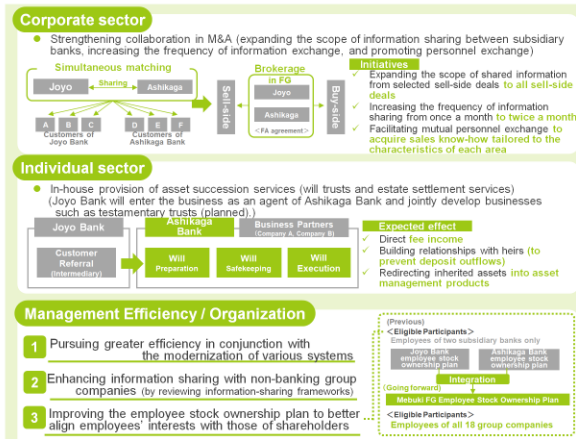 Corporate sector
● Strengthening collaboration in M&A (expanding the scope of information sharing between subsidiary
banks, increasing the frequency of information exchange, and promoting personnel exchange)
Simultaneous matching
Joyo
Sharing
Ashikaga
A B C D E F
Customers of
Joyo Bank
Customers of
Ashikaga Bank
Sell-side
Brokerage
in FG
Joyo
Ashikaga
<FA agreement>
Buy-side
Initiatives
✓ Expanding the scope of shared information
from selected sell-side deals to all sell-side
deals
✓ Increasing the frequency of information
sharing from once a month to twice a month
✓ Facilitating mutual personnel exchange to
acquire sales know-how tailored to the
characteristics of each area
Individual sector
● In-house provision of asset succession services (will trusts and estate settlement services)
(Joyo Bank will enter the business as an agent of Ashikaga Bank and jointly develop businesses
such as testamentary trusts (planned).)
Joyo Bank
Customer
Referral
(Intermediary)
Ashikaga
Bank
Business Partners
(Company A, Company B)
Will
Preparation
Will
Safekeeping
Will
Execution
Expected effect
✓ Direct fee income
✓ Building relationships with heirs (to
prevent deposit outflows)
✓ Redirecting inherited assets into asset
management products
Management Efficiency / Organization
1 Pursuing greater efficiency in conjunction
with the modernization of various systems
2 Enhancing information sharing with non-banking group
companies (by reviewing information-sharing frameworks)
3 Improving the employee stock ownership plan to better
align employees' interests with those of shareholders
(Previous)
<Eligible Participants>
Employees of two subsidiary banks only
Joyo Bank
employee stock
ownership plan
Ashikaga Bank
employee stock
ownership plan
Integration
(Going forward)
Mebuki FG Employee Stock Ownership Plan
<Eligible Participants>
Employees of all 18 group companies